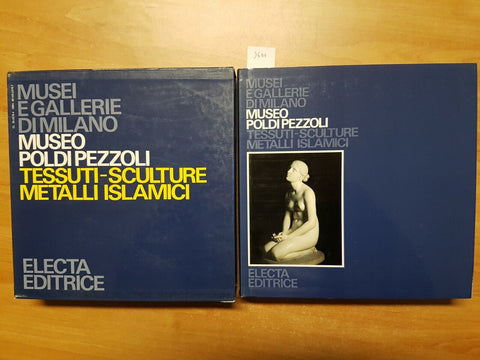 MUSEI
E GALLERIE
DI MILANO
MUSEO
POLDI PEZZOLI
TESSUTI-SCULTURE
METALLI ISLAMICI
ELECTA
EDITRICE
MUSEI
E GALLERIE
DI MILANO
MUSEO
POLDI PEZZOLI
TESSUTI-SCULTURE
METALLI ISLAMICI
ELECTA
EDITRICE